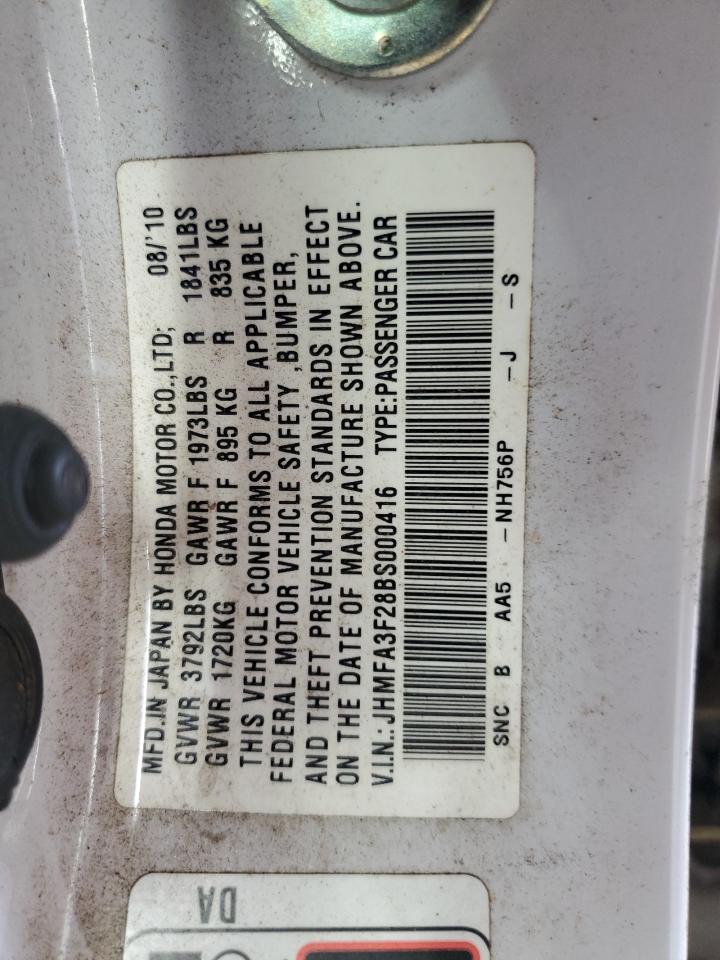 MFD.IN JAPAN BY HONDA MOTOR CO.,LTD; 08/'10
GVWR 3792LBS GAWR F 1973LBS R 1841LBS
GVWR 1720KG GAWR F 895 KG R 835 KG
THIS VEHICLE CONFORMS TO ALL APPLICABLE
FEDERAL MOTOR VEHICLE SAFETY ,BUMPER,
AND THEFT PREVENTION STANDARDS IN EFFECT
ON THE DATE OF MANUFACTURE SHOWN ABOVE.
V.I.N.: JHMFA3F28BS000416 TYPE:PASSENGER CAR
SNC B AA5 -NH756P -J -S
DA